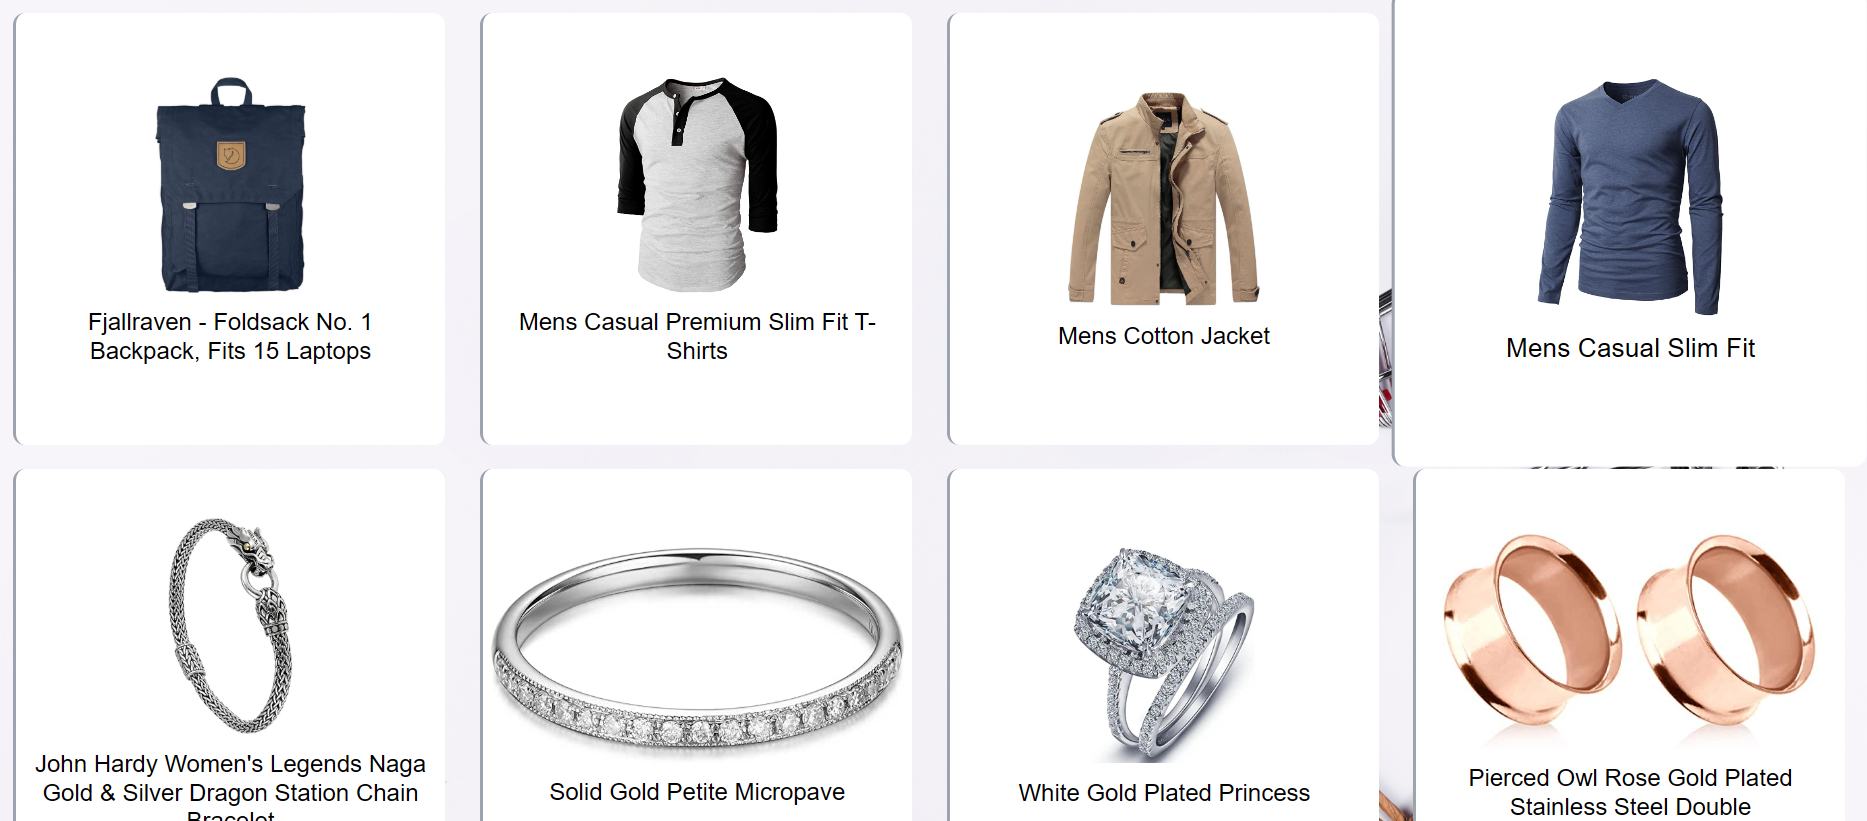 Fjallraven - Foldsack No. 1
Backpack, Fits 15 Laptops
Mens Casual Premium Slim Fit T-
Shirts
Mens Cotton Jacket
Mens Casual Slim Fit
John Hardy Women's Legends Naga
Gold & Silver Dragon Station Chain
Bracelet
Solid Gold Petite Micropave
White Gold Plated Princess
Pierced Owl Rose Gold Plated
Stainless Steel Double